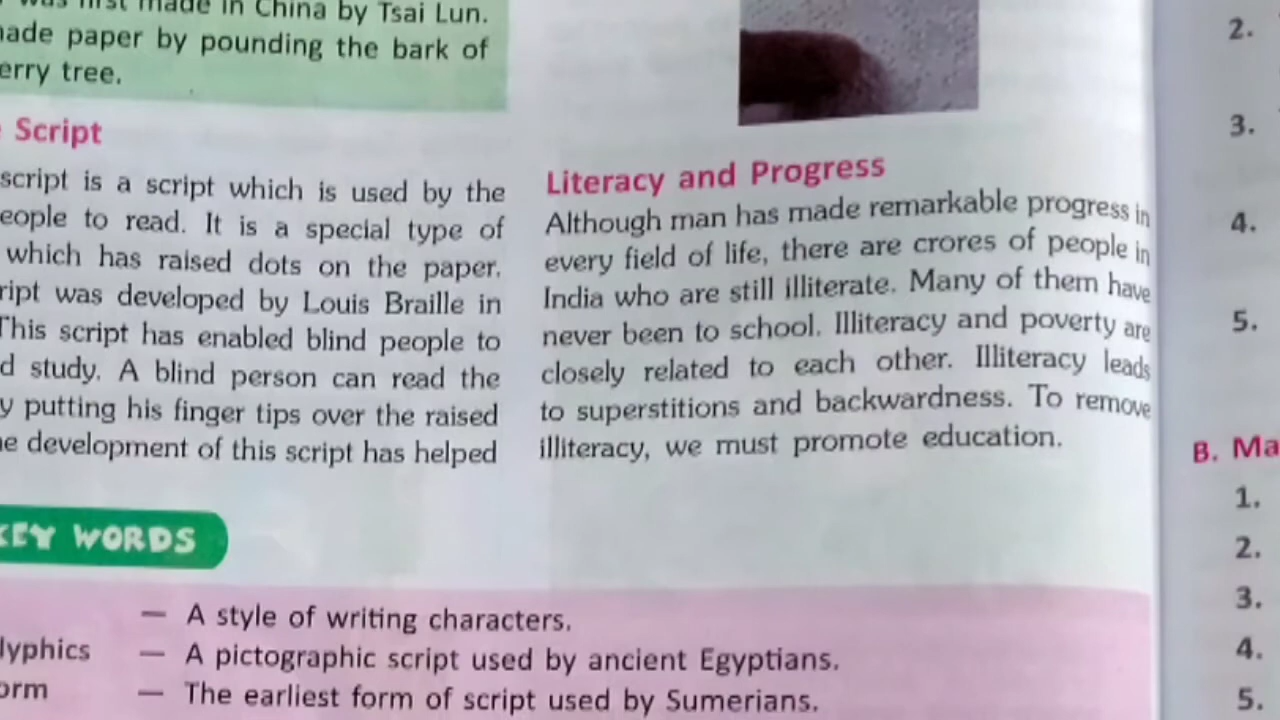 was first made in China by Tsai Lun.
made paper by pounding the bark of
tree.
Script
script is a script which is used by the
people to read. It is a special type of
which has raised dots on the paper.
script was developed by Louis Braille in
This script has enabled blind people to
study. A blind person can read the
putting his finger tips over the raised
development of this script has helped
Literacy and Progress
Although man has made remarkable progress in
every field of life, there are crores of people in
India who are still illiterate. Many of them have
never been to school. Illiteracy and poverty are
closely related to each other. Illiteracy leads
to superstitions and backwardness. To remove
illiteracy, we must promote education.
KEY WORDS
— A style of writing characters.
— A pictographic script used by ancient Egyptians.
— The earliest form of script used by Sumerians.
2.
3.
4.
5.
B.
1.
2.
3.
4.
5.